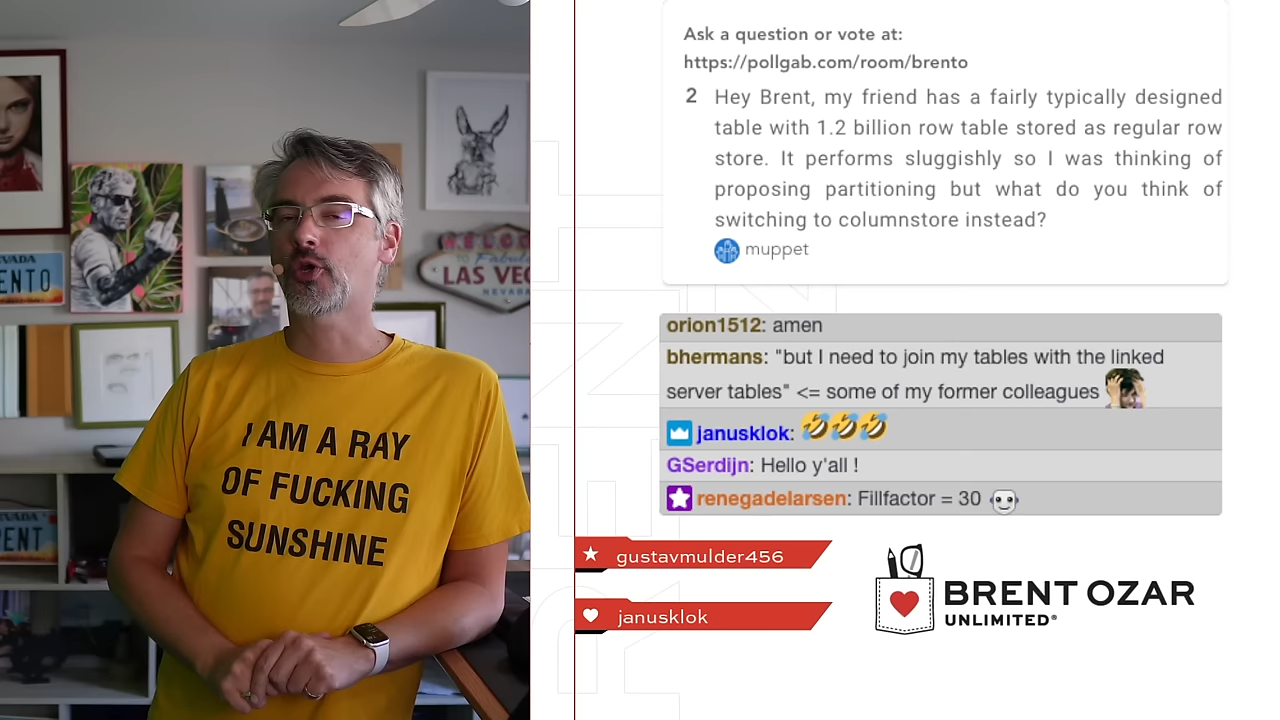 Ask a question or vote at:
https://pollgab.com/room/brento
2 Hey Brent, my friend has a fairly typically designed
table with 1.2 billion row table stored as regular row
store. It performs sluggishly so I was thinking of
proposing partitioning but what do you think of
switching to columnstore instead?
muppet
orion1512: amen
bhermans: "but I need to join my tables with the linked
server tables" <= some of my former colleagues
janusklok: 🤣🤣🤣
GSerdijn: Hello y'all !
renegadelarsen: Fillfactor = 30
gustavmulder456
janusklok
BRENT OZAR
UNLIMITED®
I AM A RAY
OF FUCKING
SUNSHINE
LAS VE
NEVADA
VADA
ENTO